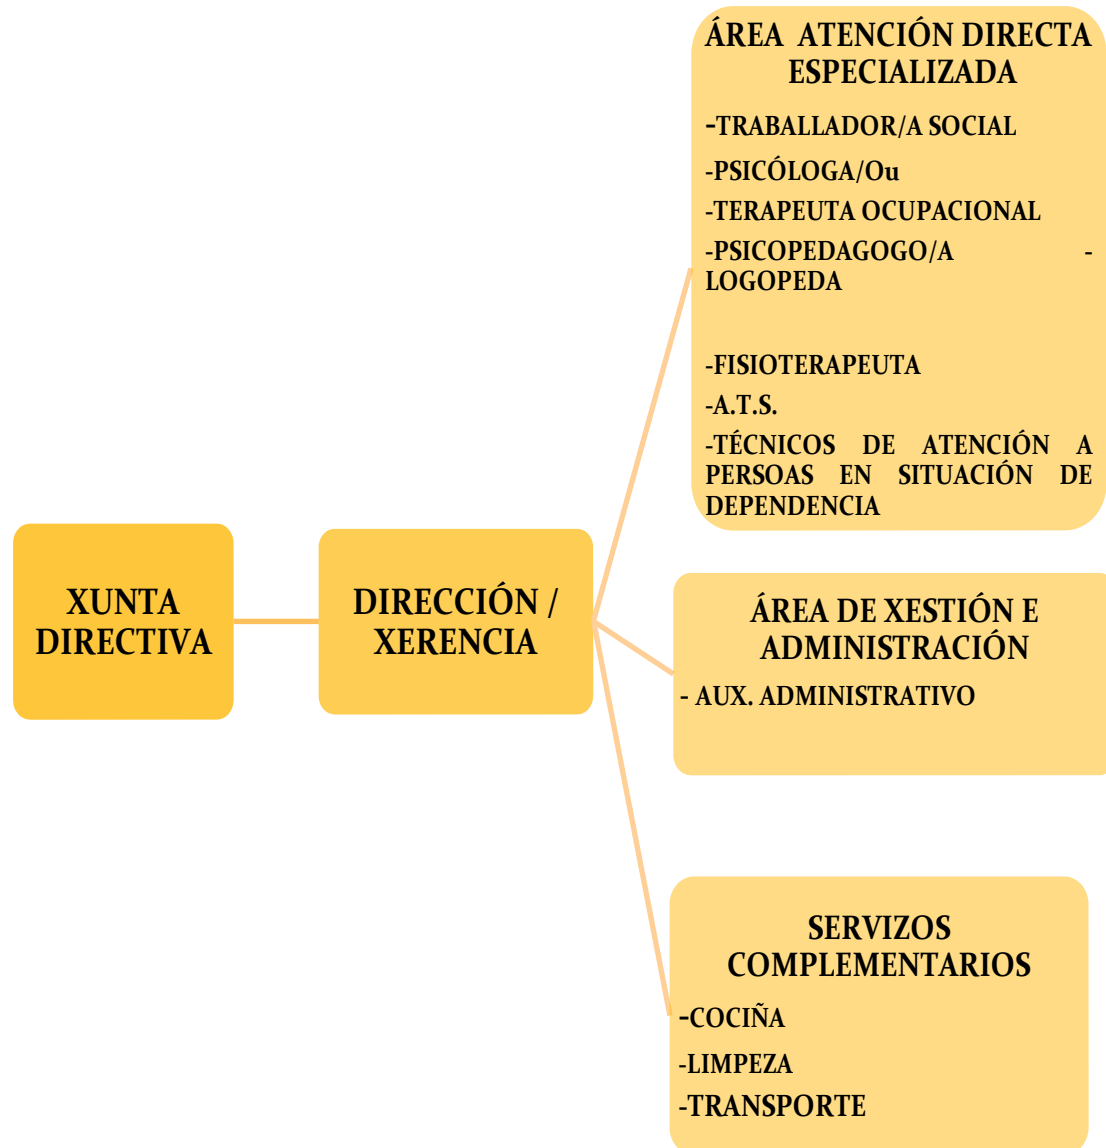 XUNTA
DIRECTIVA
DIRECCIÓN /
XERENCIA
ÁREA ATENCIÓN DIRECTA
ESPECIALIZADA
-TRABALLADOR/A SOCIAL
-PSICÓLOGA/Ou
-TERAPEUTA OCUPACIONAL
-PSICOPEDAGOGO/A -
LOGOPEDA
-FISIOTERAPEUTA
-A.T.S.
-TÉCNICOS DE ATENCIÓN A
PERSOAS EN SITUACIÓN DE
DEPENDENCIA
ÁREA DE XESTIÓN E
ADMINISTRACIÓN
- AUX. ADMINISTRATIVO
SERVIZOS
COMPLEMENTARIOS
-COCIÑA
-LIMPEZA
-TRANSPORTE